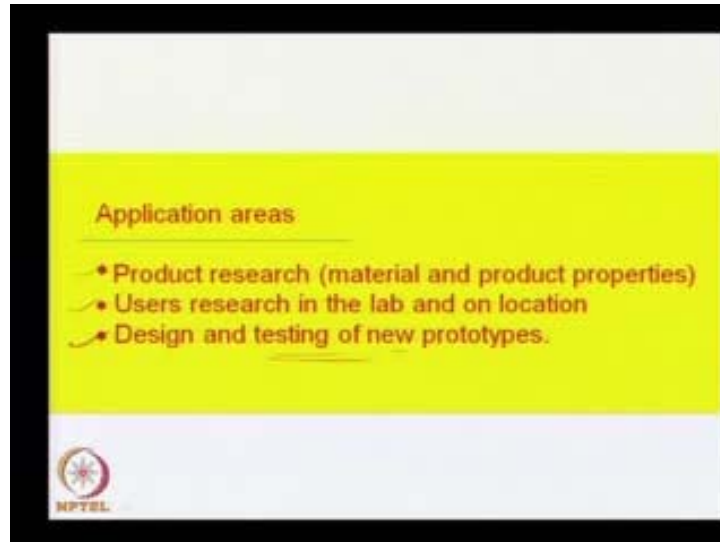 Application areas
• Product research (material and product properties)
• Users research in the lab and on location
• Design and testing of new prototypes.
NPTEL